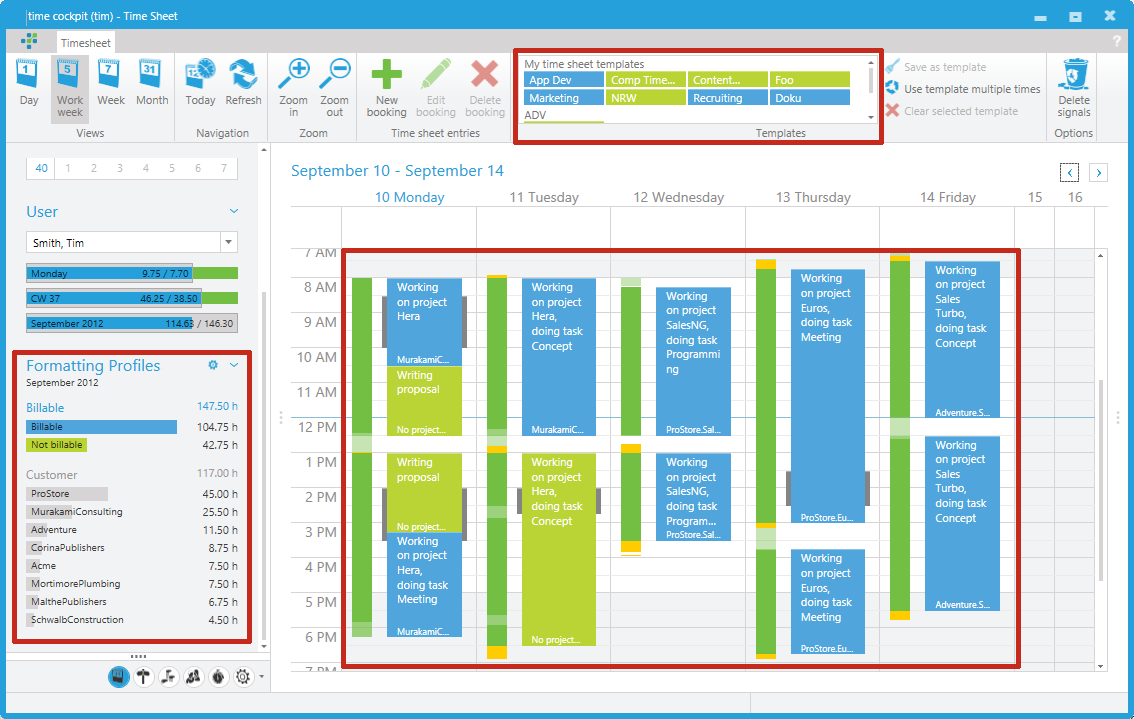 time cockpit (tim) - Time Sheet
Timesheet
?
1
5
7
31
12
Day
Work
week
Week
Month
Today
Refresh
Zoom
in
Zoom
out
New
booking
Edit
booking
Delete
booking
Views
Navigation
Zoom
Time sheet entries
My time sheet templates
App Dev
Comp Time...
Content...
Foo
Marketing
NRW
Recruiting
Doku
ADV
Templates
Save as template
Use template multiple times
Clear selected template
Delete
signals
Options
40 1 2 3 4 5 6 7
User
Smith, Tim
Monday 9.75 / 7.70
CW 37 46.25 / 38.50
September 2012 114.63 / 146.30
Formatting Profiles
September 2012
Billable 147.50 h
Billable 104.75 h
Not billable 42.75 h
Customer 117.00 h
ProStore 45.00 h
MurakamiConsulting 25.50 h
Adventure 11.50 h
CorinaPublishers 8.75 h
Acme 7.50 h
MortimorePlumbing 7.50 h
MalthePublishers 6.75 h
SchwalbConstruction 4.50 h
September 10 - September 14
10 Monday
11 Tuesday
12 Wednesday
13 Thursday
14 Friday
15
16
7 AM
8 AM
9 AM
10 AM
11 AM
12 PM
1 PM
2 PM
3 PM
4 PM
5 PM
6 PM
7 PM
Working
on project
Hera
MurakamiC...
Writing
proposal
No project...
Writing
proposal
No project...
Working
on project
Hera,
doing task
Meeting
MurakamiC...
Working
on project
Hera,
doing task
Concept
MurakamiC...
Working
on project
Hera,
doing task
Concept
No project...
Working
on project
SalesNG,
doing task
Programmi
ng
ProStore.Sal...
Working
on project
SalesNG,
doing task
Program...
ProStore.Sal...
Working
on project
Euros,
doing task
Meeting
ProStore.Eu...
Working
on project
Euros,
doing task
Meeting
ProStore.Eu...
Working
on project
Sales
Turbo,
doing task
Concept
Adventure.S...
Working
on project
Sales
Turbo,
doing task
Concept
Adventure.S...